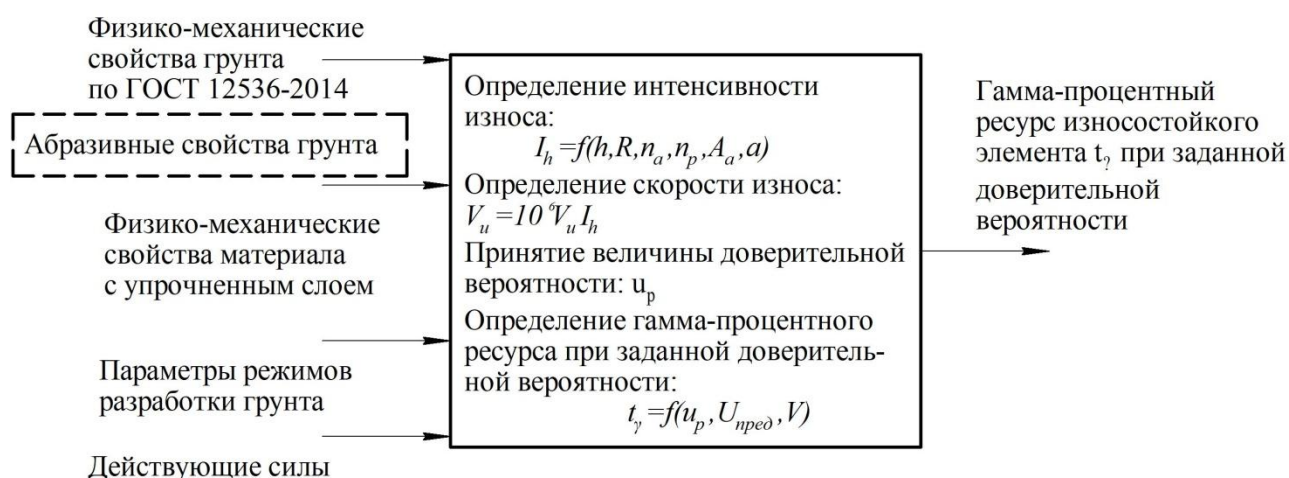 Физико-механические
свойства грунта
по ГОСТ 12536-2014
Абразивные свойства грунта
Физико-механические
свойства материала
с упрочненным слоем
Параметры режимов
разработки грунта
Действующие силы
Определение интенсивности
износа:
I_h =f(h,R,n_a,n_p,A_a,a)
Определение скорости износа:
V_u =10⁶V_u I_h
Принятие величины доверительной
вероятности: u_p
Определение гамма-процентного
ресурса при заданной доверитель-
ной вероятности:
t_γ =f(u_p,U_пред,V)
Гамма-процентный
ресурс износостойкого
элемента t_? при заданной
доверительной
вероятности